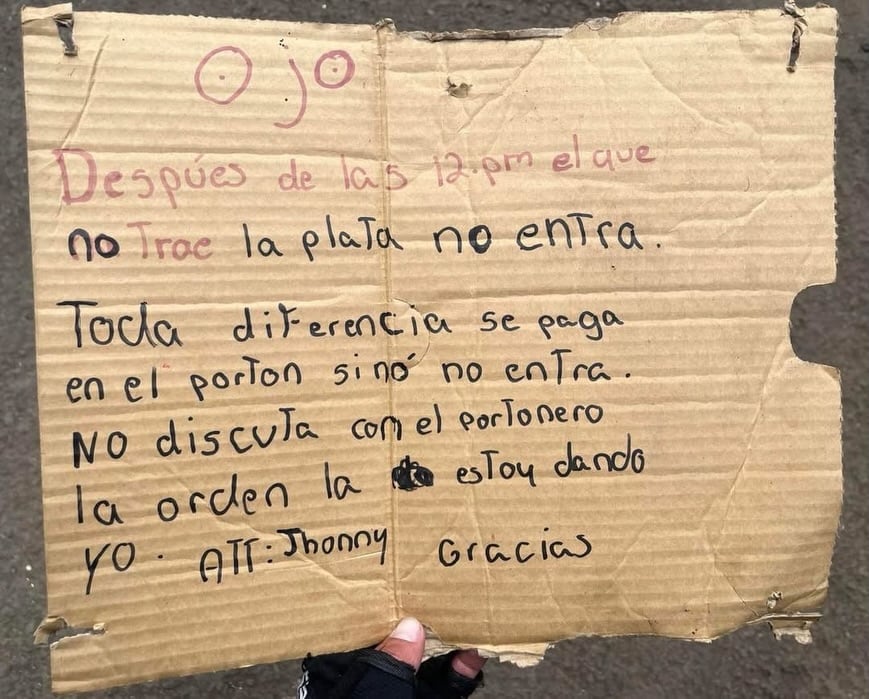 Ojo
Despúes de las 12.pm el que
no Trae la plaTa no enTra.
Toda diferencia se paga
en el porTon sinó no enTra.
NO discuTa con el porTonero
la orden la esToy dando
yo. ATT: Jhonny Gracias